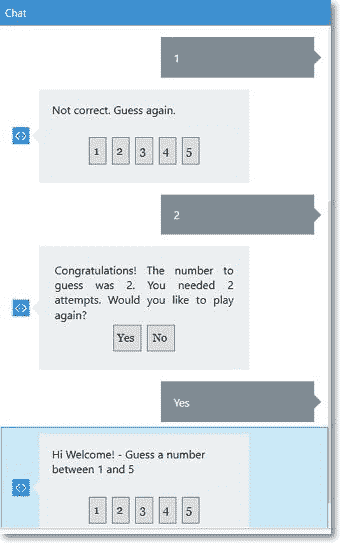 Chat
1
Not correct. Guess again.
1 2 3 4 5
2
Congratulations! The number to
guess was 2. You needed 2
attempts. Would you like to play
again?
Yes No
Yes
Hi Welcome! - Guess a number
between 1 and 5
1 2 3 4 5